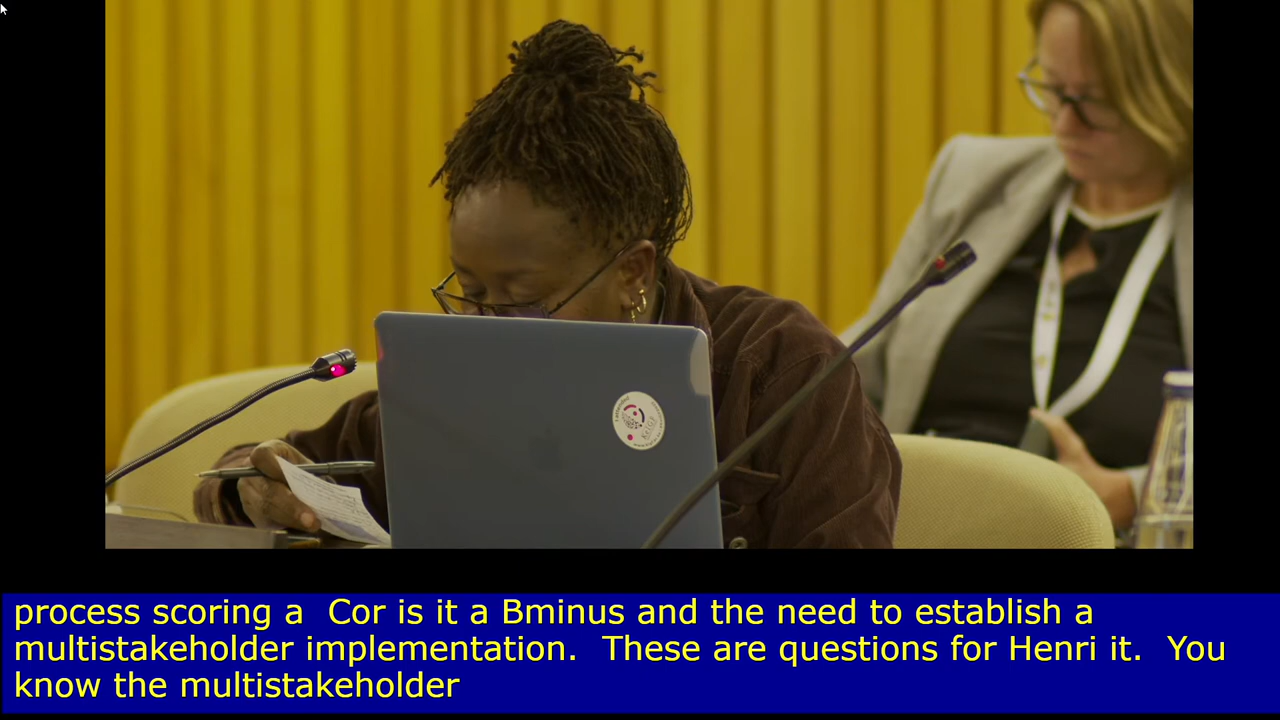 process scoring a  Cor is it a Bminus and the need to establish a
multistakeholder implementation.  These are questions for Henri it.  You
know the multistakeholder